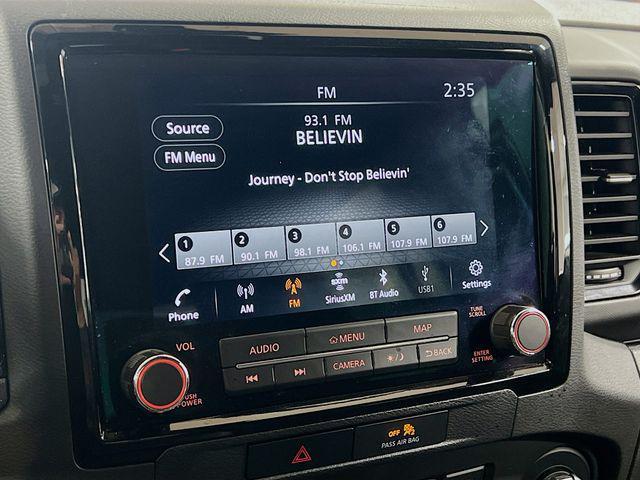 FM
2:35
Source
93.1 FM
BELIEVIN
FM Menu
Journey - Don't Stop Believin'
1 2 3 4 5 6
87.9 FM 90.1 FM 98.1 FM 106.1 FM 107.9 FM 107.9 FM
Phone
AM
FM
sxm
SiriusXM
BT Audio
USB1
Settings
VOL
AUDIO
MENU
MAP
TUNE
SCROLL
CAMERA
BACK
PUSH
POWER
ENTER
SETTING
OFF
PASS AIR BAG